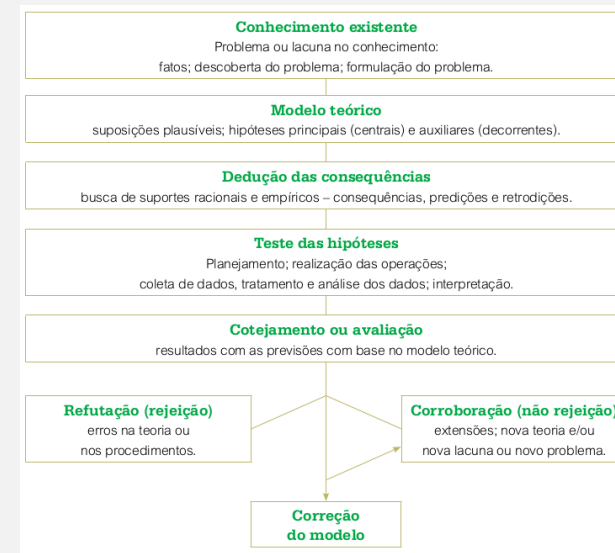 Conhecimento existente
Problema ou lacuna no conhecimento:
fatos; descoberta do problema; formulação do problema.
Modelo teórico
suposições plausíveis; hipóteses principais (centrais) e auxiliares (decorrentes).
Dedução das consequências
busca de suportes racionais e empíricos – consequências, predições e retrodições.
Teste das hipóteses
Planejamento; realização das operações;
coleta de dados, tratamento e análise dos dados; interpretação.
Cotejamento ou avaliação
resultados com as previsões com base no modelo teórico.
Refutação (rejeição)
erros na teoria ou
nos procedimentos.
Corroboração (não rejeição)
extensões; nova teoria e/ou
nova lacuna ou novo problema.
Correção
do modelo